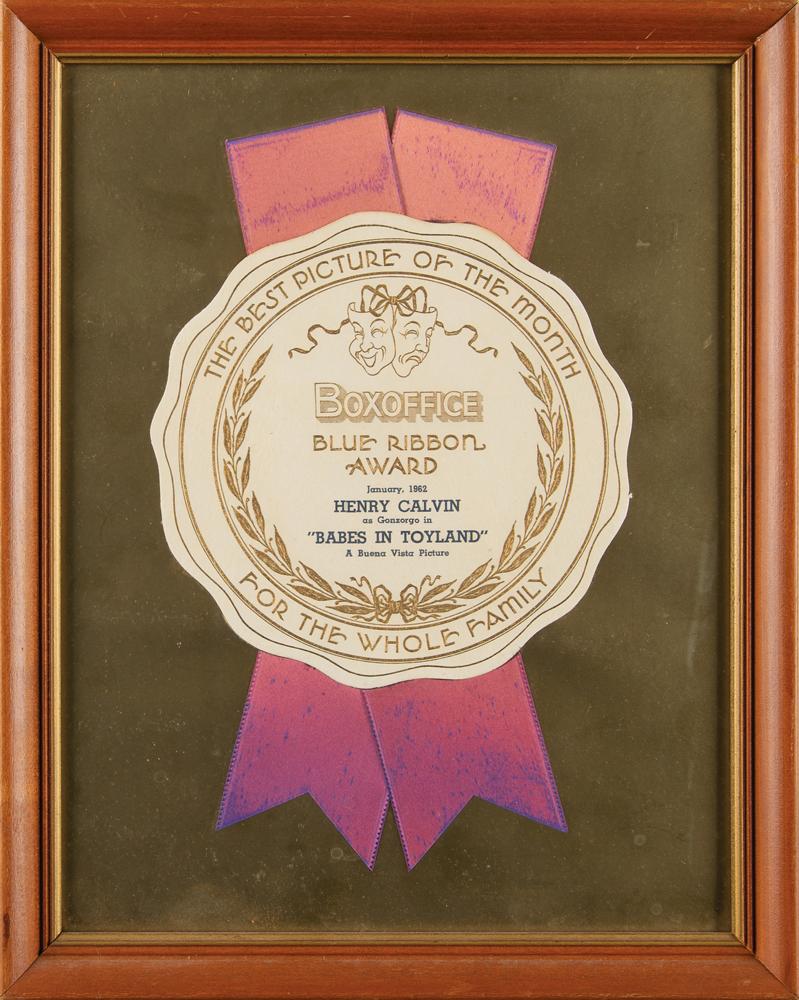 THE BEST PICTURE OF THE MONTH
BOXOFFICE
BLUE RIBBON
AWARD
January, 1962
HENRY CALVIN
as Gonzorgo in
"BABES IN TOYLAND"
A Buena Vista Picture
FOR THE WHOLE FAMILY